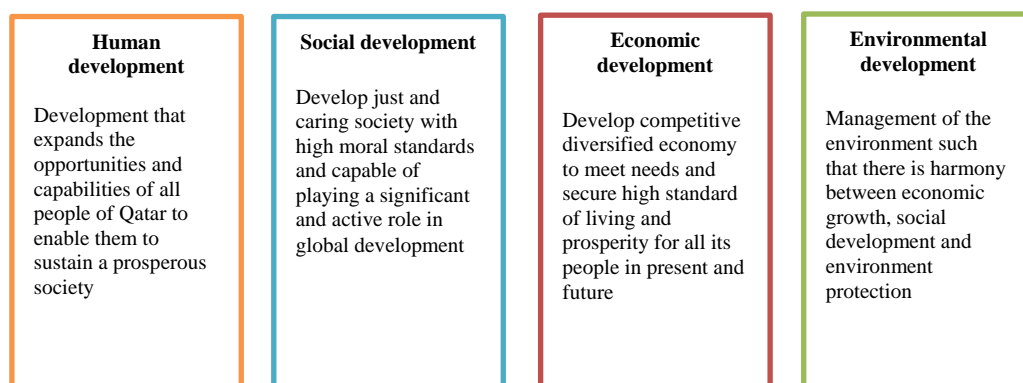 Human
development
Development that
expands the
opportunities and
capabilities of all
people of Qatar to
enable them to
sustain a prosperous
society
Social development
Develop just and
caring society with
high moral standards
and capable of
playing a significant
and active role in
global development
Economic
development
Develop competitive
diversified economy
to meet needs and
secure high standard
of living and
prosperity for all its
people in present and
future
Environmental
development
Management of the
environment such
that there is harmony
between economic
growth, social
development and
environment
protection